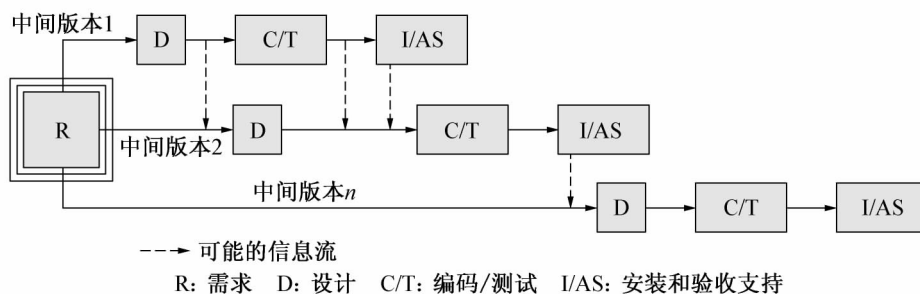 中间版本1
D
C/T
I/AS
R
中间版本2
D
C/T
I/AS
中间版本n
D
C/T
I/AS
可能的信息流
R: 需求 D: 设计 C/T: 编码/测试 I/AS: 安装和验收支持